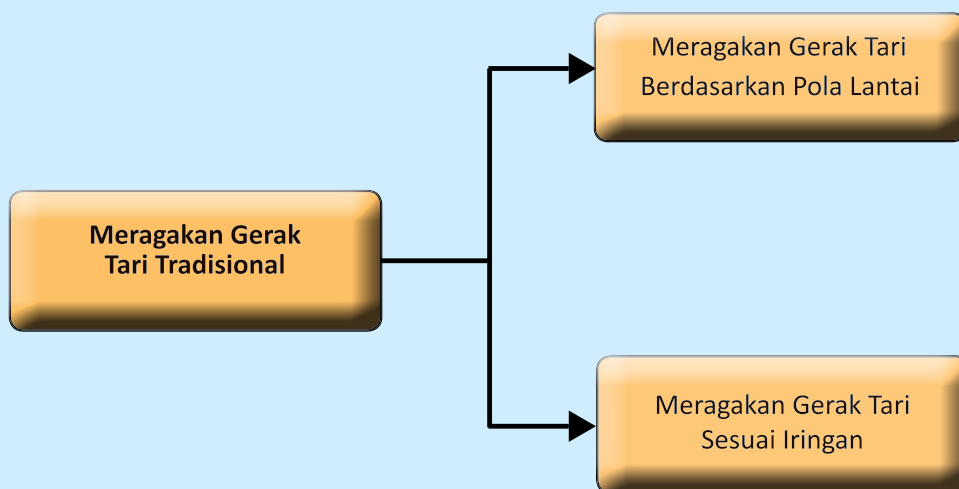 Meragakan Gerak Tari
Berdasarkan Pola Lantai
Meragakan Gerak
Tari Tradisional
Meragakan Gerak Tari
Sesuai Iringan